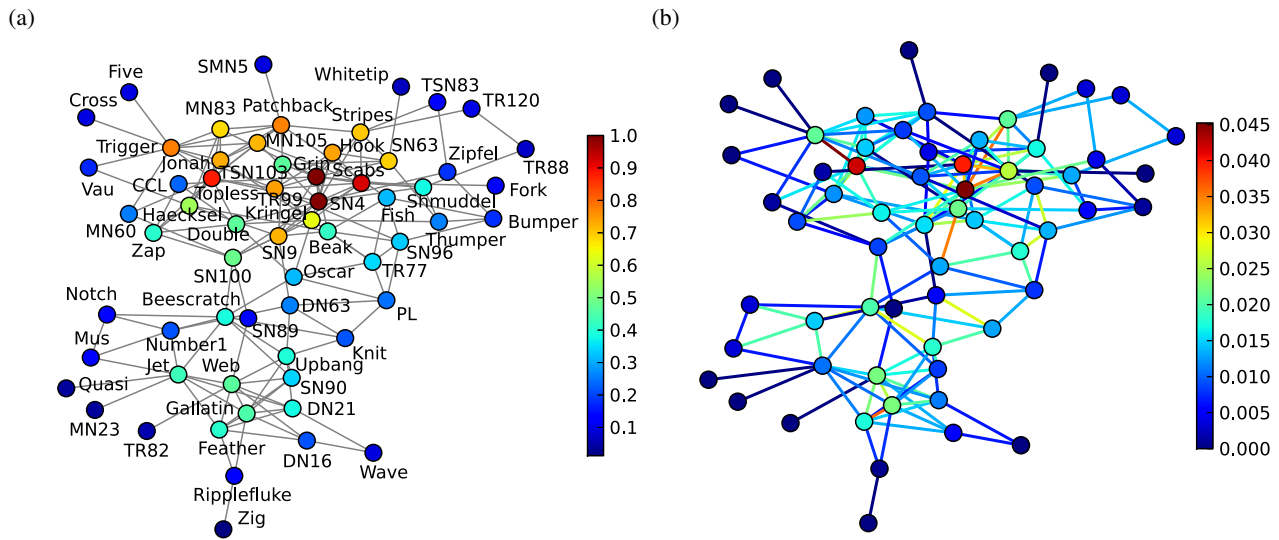 (a)
(b)
Five
SMN5
Whitetip
TSN83
Cross
MN83
Patchback
Stripes
TR120
Trigger
Jonah
MN105
Hook
SN63
Grin
Scabs
Zipfel
TR88
Vau
CCL
TSN103
Topless
TR99
SN4
Shmuddel
Fork
MN60
Haecksel
Kringel
Fish
Bumper
Zap
Double
SN9
Beak
Thumper
SN96
SN100
Oscar
TR77
Notch
Beescratch
DN63
PL
Mus
Number1
SN89
Knit
Quasi
Jet
Web
Upbang
SN90
MN23
Gallatin
DN21
TR82
Feather
DN16
Wave
Ripplefluke
Zig
1.0
0.9
0.8
0.7
0.6
0.5
0.4
0.3
0.2
0.1
0.045
0.040
0.035
0.030
0.025
0.020
0.015
0.010
0.005
0.000